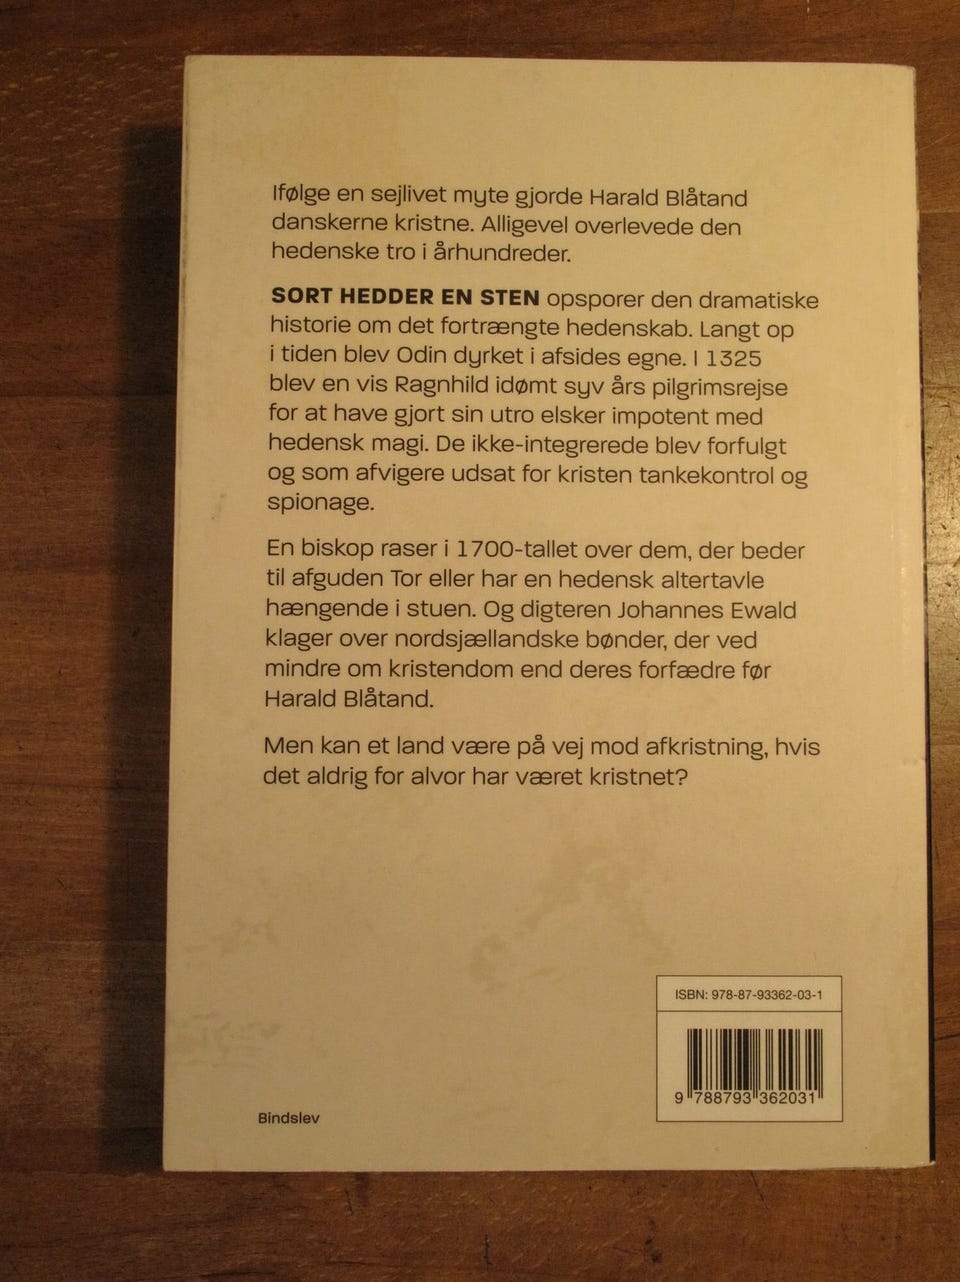 Ifølge en sejlivet myte gjorde Harald Blåtand
danskerne kristne. Alligevel overlevede den
hedenske tro i århundreder.
SORT HEDDER EN STEN opsporer den dramatiske
historie om det fortrængte hedenskab. Langt op
i tiden blev Odin dyrket i afsides egne. I 1325
blev en vis Ragnhild idømt syv års pilgrimsrejse
for at have gjort sin utro elsker impotent med
hedensk magi. De ikke-integrerede blev forfulgt
og som afvigere udsat for kristen tankekontrol og
spionage.
En biskop raser i 1700-tallet over dem, der beder
til afguden Tor eller har en hedensk altertavle
hængende i stuen. Og digteren Johannes Ewald
klager over nordsjællandske bønder, der ved
mindre om kristendom end deres forfædre før
Harald Blåtand.
Men kan et land være på vej mod afkristning, hvis
det aldrig for alvor har været kristnet?
ISBN: 978-87-93362-03-1
9 788793 362031
Bindslev